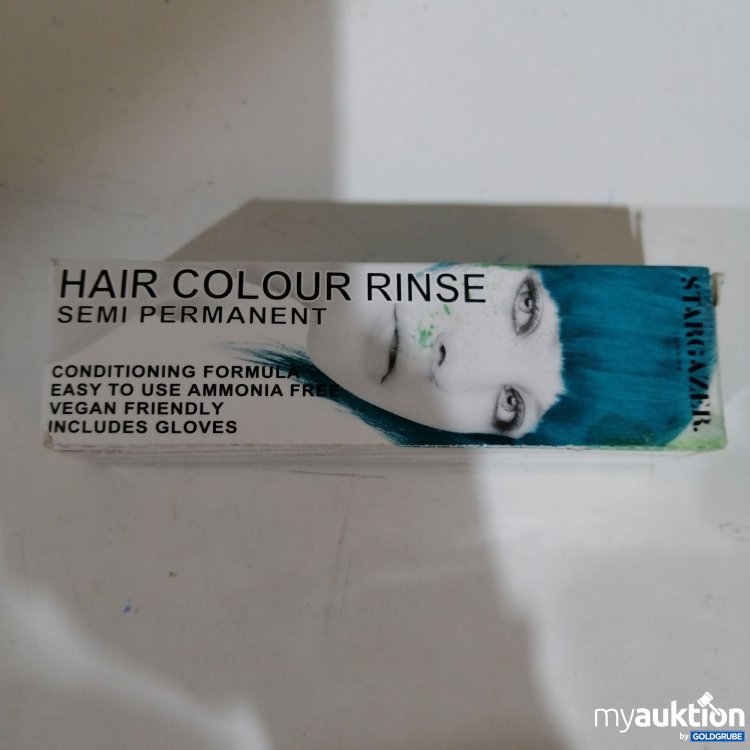 HAIR COLOUR RINSE
SEMI PERMANENT
CONDITIONING FORMULA
EASY TO USE AMMONIA FREE
VEGAN FRIENDLY
INCLUDES GLOVES
STARGAZER.
myauktion
by GOLDGRUBE